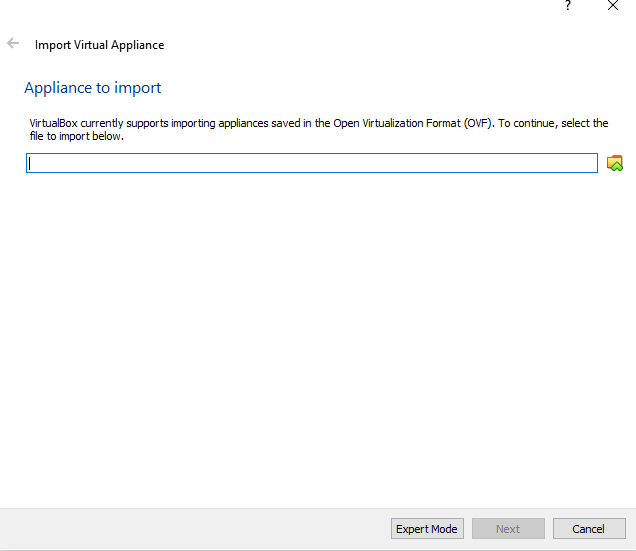 ?
Import Virtual Appliance
Appliance to import
VirtualBox currently supports importing appliances saved in the Open Virtualization Format (OVF). To continue, select the
file to import below.
Expert Mode Next Cancel